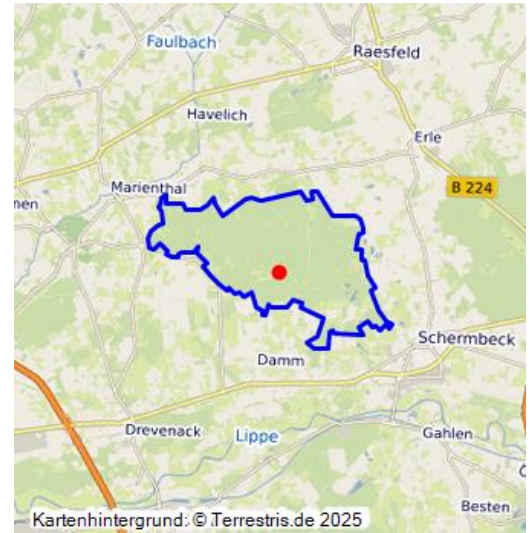 Faulbach
Raesfeld
Havelich
Erle
Marienthal
B 224
nen
Schermbeck
Damm
Drevenack
Lippe
Gahlen
Besten
Kartenhintergrund: © Terrestris.de 2025